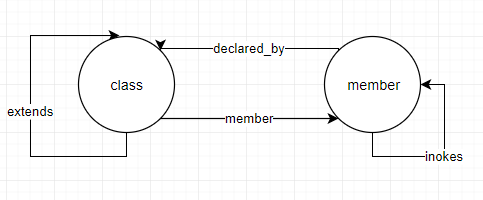 declared_by
class
member
extends
member
inokes